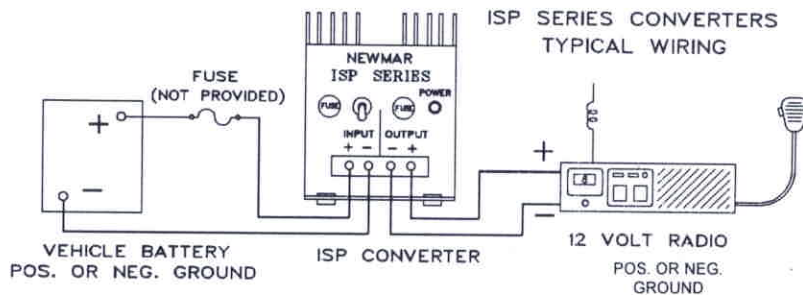 ISP SERIES CONVERTERS
TYPICAL WIRING
NEWMAR
ISP SERIES
POWER
FUSE
(NOT PROVIDED)
FUSE
FUSE
INPUT
OUTPUT
+ − − +
+
−
+
−
VEHICLE BATTERY
POS. OR NEG. GROUND
ISP CONVERTER
12 VOLT RADIO
POS. OR NEG.
GROUND